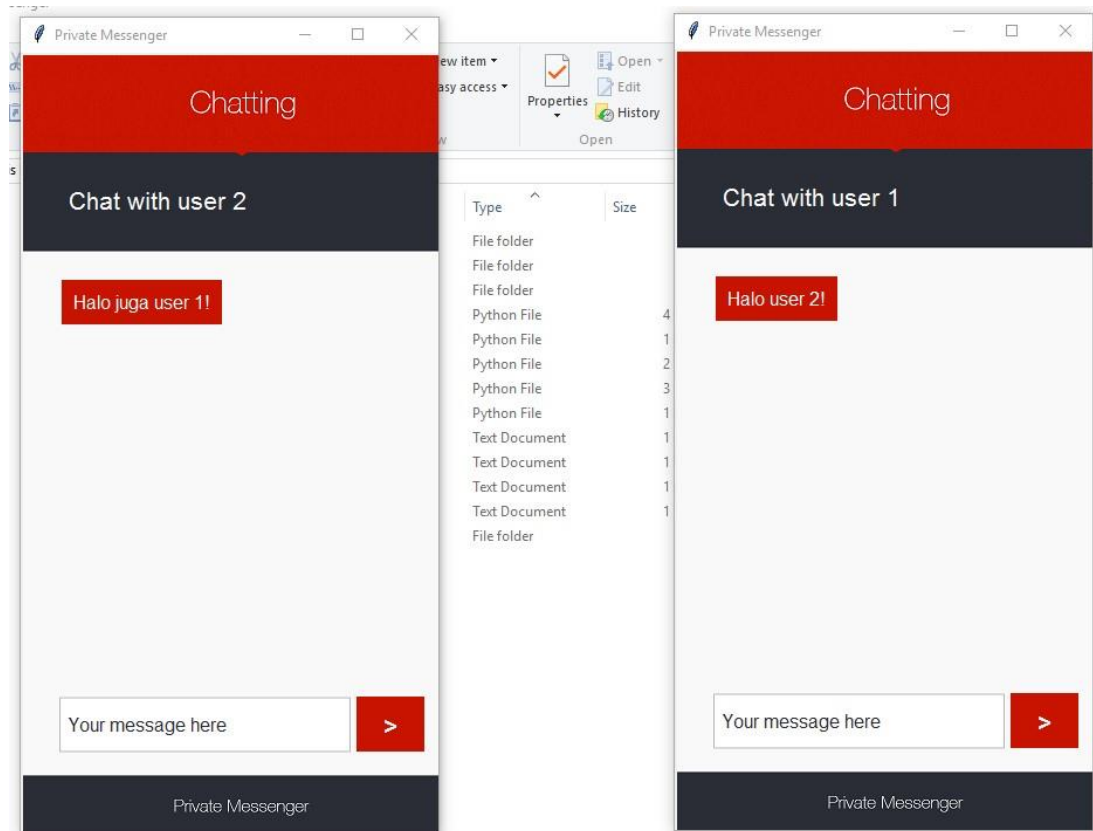 Private Messenger
Chatting
Chat with user 2
Halo juga user 1!
Your message here
>
Private Messenger
ew item
asy access
Properties
Open
Edit
History
Open
Type
Size
File folder
File folder
File folder
Python File 4
Python File 1
Python File 2
Python File 3
Python File 1
Text Document 1
Text Document 1
Text Document 1
Text Document 1
File folder
Private Messenger
Chatting
Chat with user 1
Halo user 2!
Your message here
>
Private Messenger